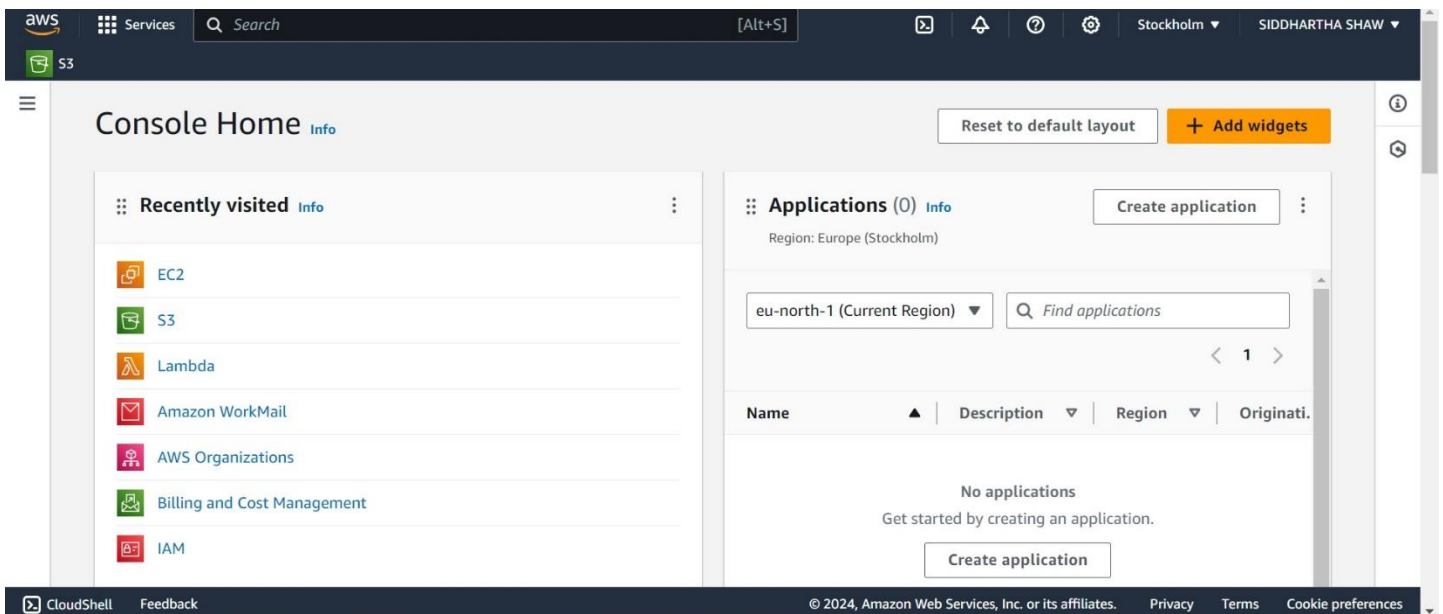 aws
Services
Search
[Alt+S]
Stockholm ▼
SIDDHARTHA SHAW ▼
S3
Console Home Info
Reset to default layout
+ Add widgets
Recently visited Info
EC2
S3
Lambda
Amazon WorkMail
AWS Organizations
Billing and Cost Management
IAM
Applications (0) Info
Create application
Region: Europe (Stockholm)
eu-north-1 (Current Region) ▼
Find applications
< 1 >
Name
Description
Region
Originati.
No applications
Get started by creating an application.
Create application
CloudShell
Feedback
© 2024, Amazon Web Services, Inc. or its affiliates.
Privacy
Terms
Cookie preferences